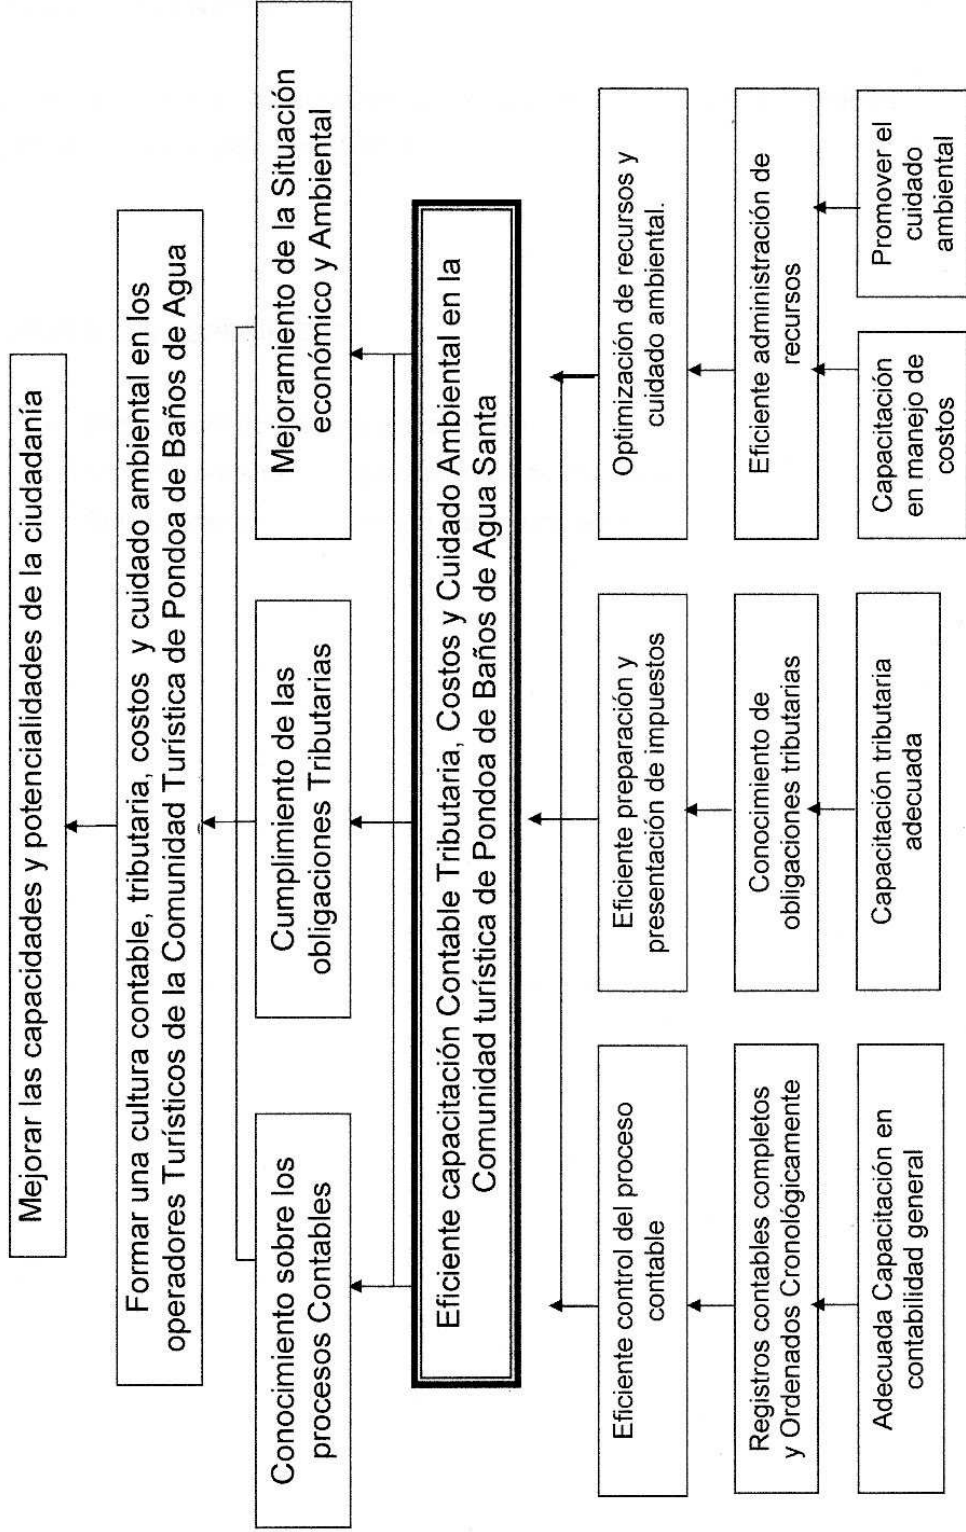 Mejorar las capacidades y potencialidades de la ciudadanía
Formar una cultura contable, tributaria, costos y cuidado ambiental en los
operadores Turísticos de la Comunidad Turística de Pondoa de Baños de Agua
Conocimiento sobre los
procesos Contables
Cumplimiento de las
obligaciones Tributarias
Mejoramiento de la Situación
económico y Ambiental
Eficiente capacitación Contable Tributaria, Costos y Cuidado Ambiental en la
Comunidad turística de Pondoa de Baños de Agua Santa
Eficiente control del proceso
contable
Eficiente preparación y
presentación de impuestos
Optimización de recursos y
cuidado ambiental.
Registros contables completos
y Ordenados Cronológicamente
Conocimiento de
obligaciones tributarias
Eficiente administración de
recursos
Adecuada Capacitación en
contabilidad general
Capacitación tributaria
adecuada
Capacitación
en manejo de
costos
Promover el
cuidado
ambiental